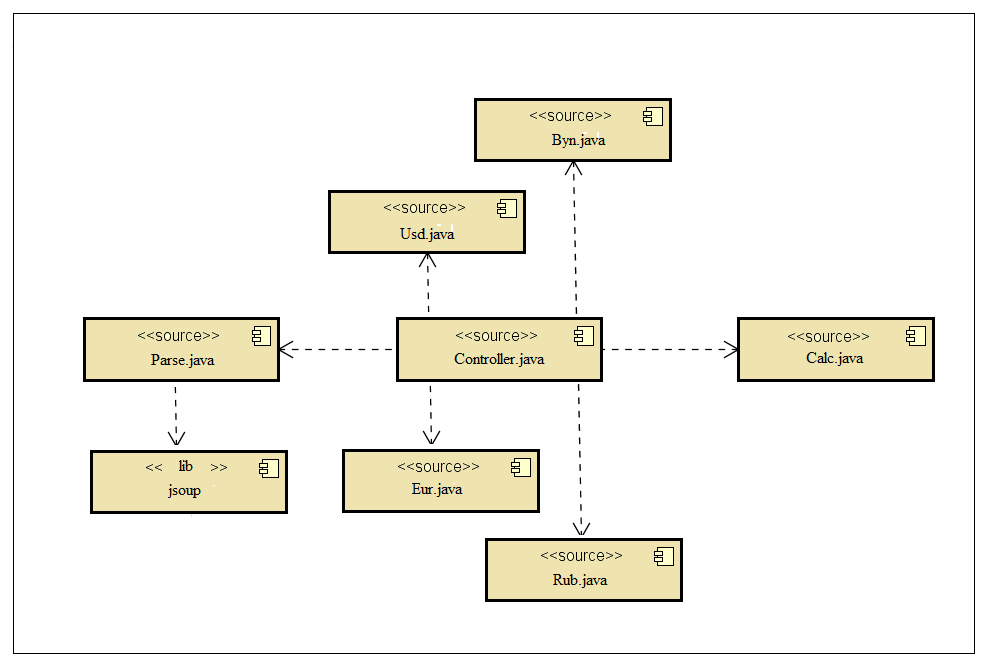 <<source>>
Byn.java
<<source>>
Usd.java
<<source>>
Parse.java
<<source>>
Controller.java
<<source>>
Calc.java
<< lib >>
jsoup
<<source>>
Eur.java
<<source>>
Rub.java